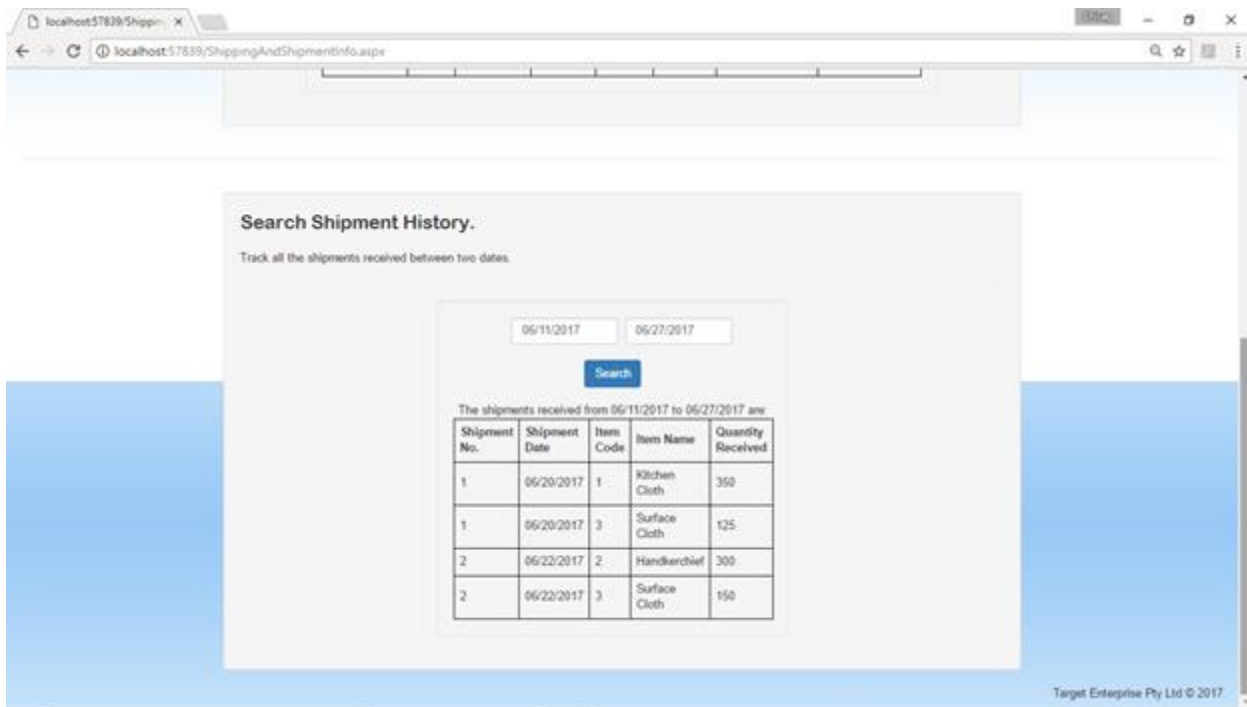 localhost:57839/Shippin
localhost:57839/ShippingAndShipmentInfo.aspx
Search Shipment History.
Track all the shipments received between two dates.
06/11/2017 06/27/2017
Search
The shipments received from 06/11/2017 to 06/27/2017 are:
Shipment No. Shipment Date Item Code Item Name Quantity Received
1 06/20/2017 1 Kitchen Cloth 350
1 06/20/2017 3 Surface Cloth 125
2 06/22/2017 2 Handkerchief 300
2 06/22/2017 3 Surface Cloth 150
Target Enterprise Pty Ltd © 2017